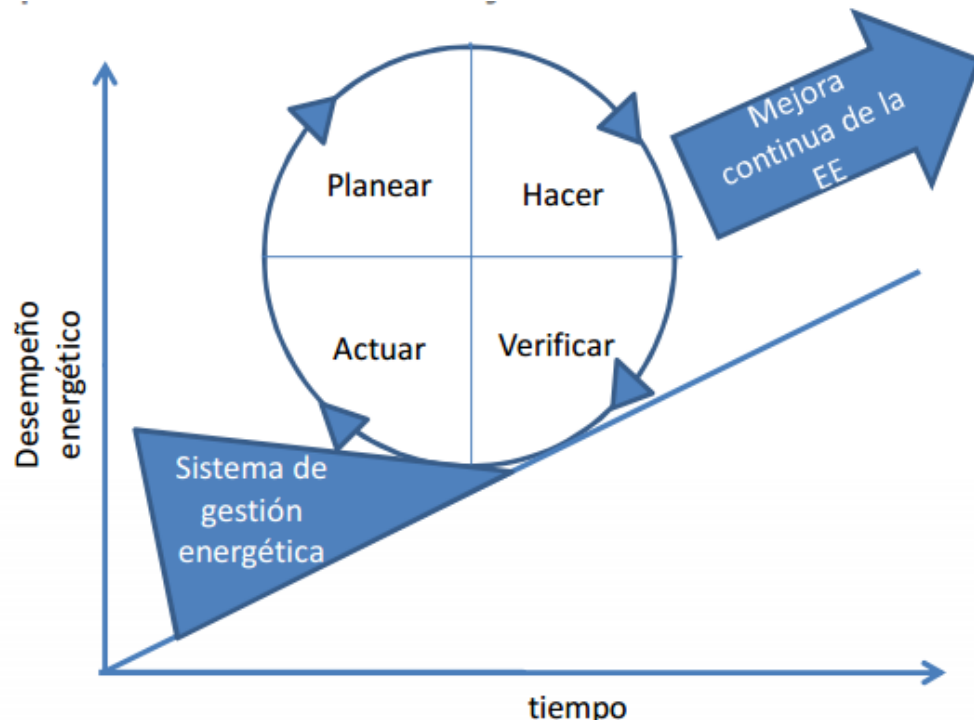 Mejora
continua de la
EE
Planear
Hacer
Actuar
Verificar
Desempeño
energético
Sistema de
gestión
energética
tiempo